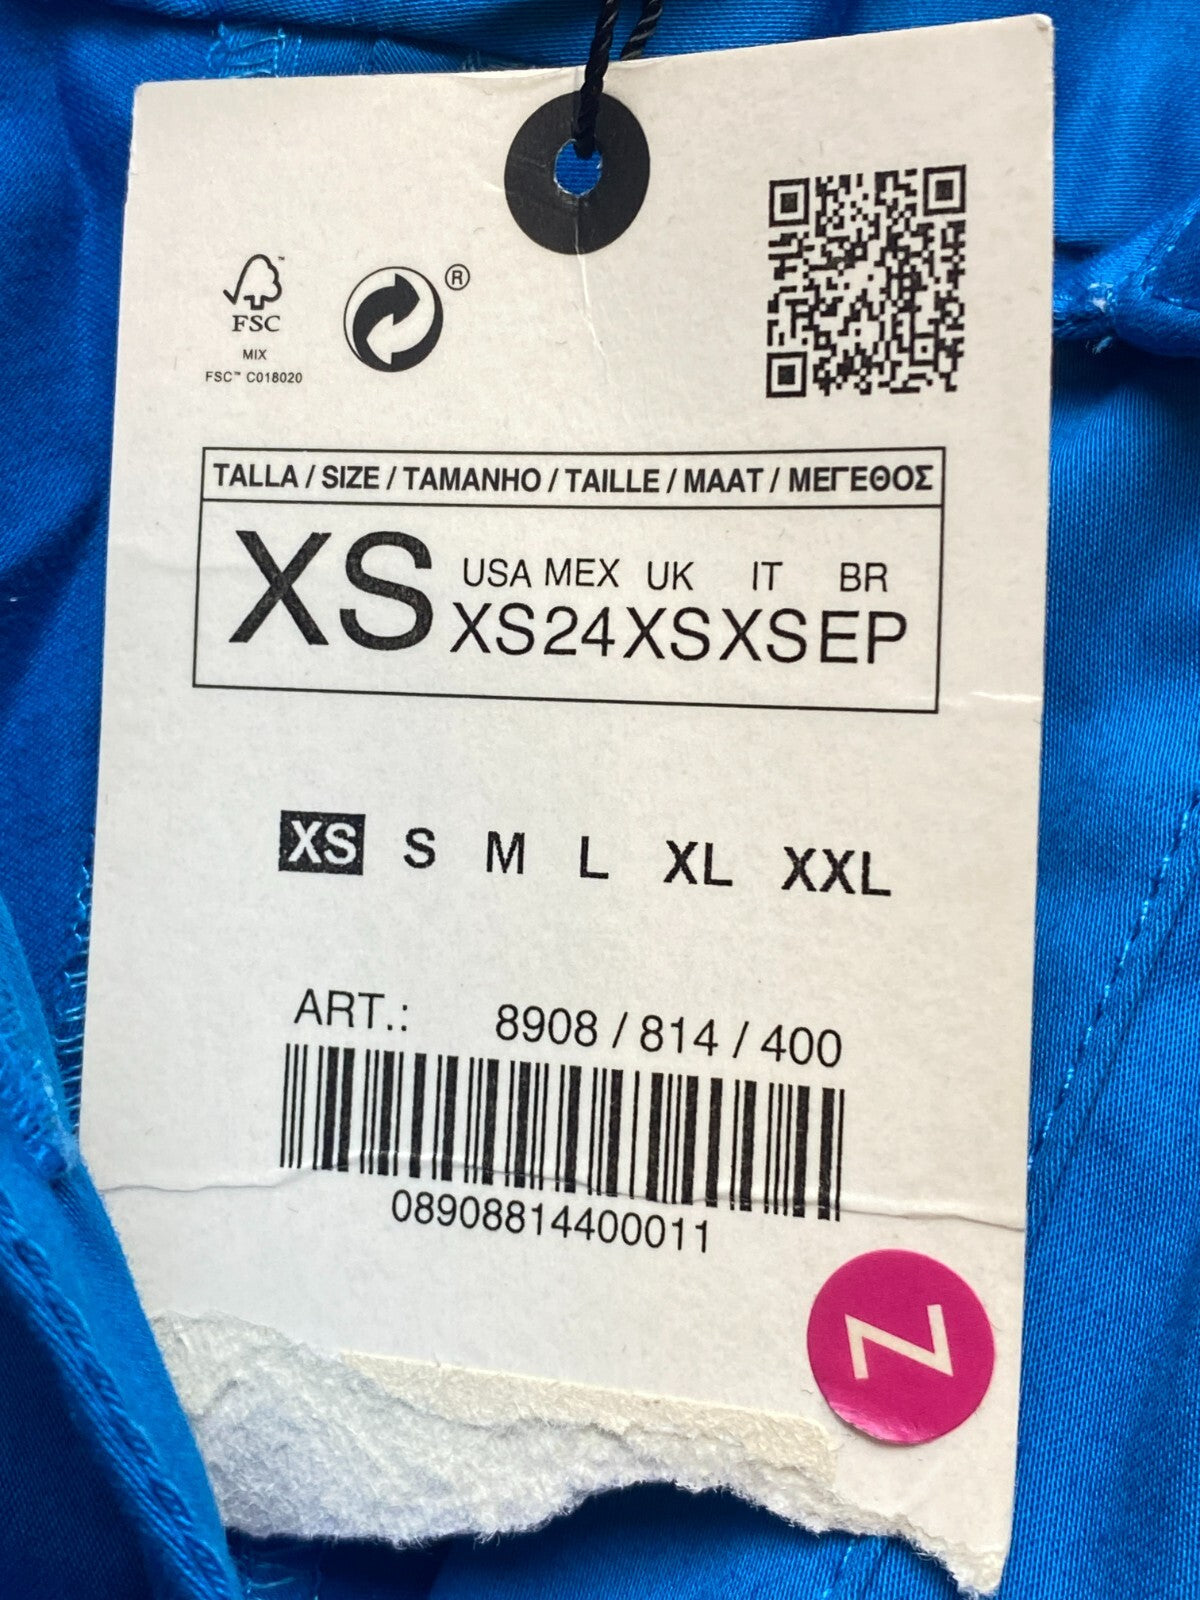 FSC™
MIX
FSC™ C018020
®
TALLA / SIZE / TAMANHO / TAILLE / MAAT / ΜΕΓΕΘΟΣ
XS
USA MEX UK IT BR
XS 24 XS XS EP
XS S M L XL XXL
ART.: 8908 / 814 / 400
08908814400011
Z